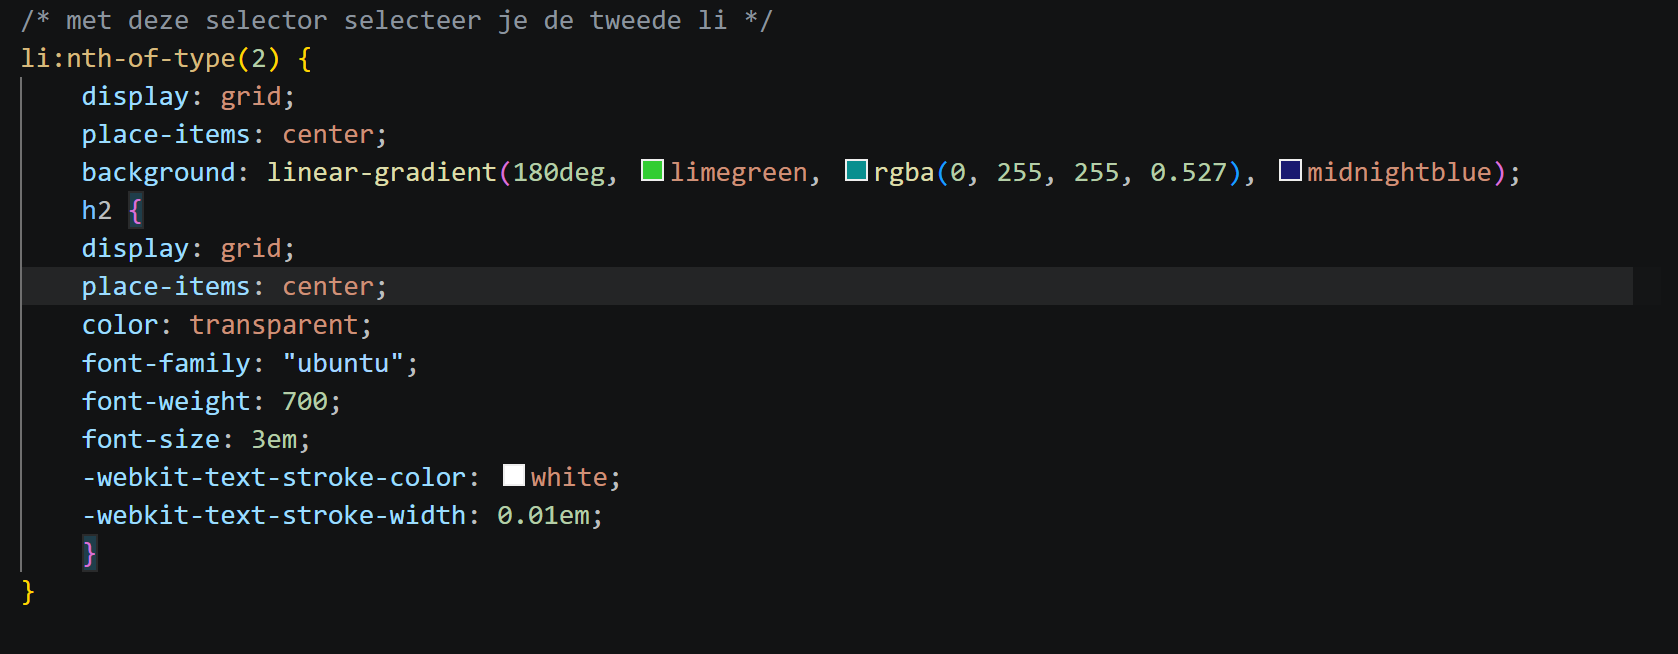 /* met deze selector selecteer je de tweede li */
li:nth-of-type(2) {
display: grid;
place-items: center;
background: linear-gradient(180deg, limegreen, rgba(0, 255, 255, 0.527), midnightblue);
h2 {
display: grid;
place-items: center;
color: transparent;
font-family: "ubuntu";
font-weight: 700;
font-size: 3em;
-webkit-text-stroke-color: white;
-webkit-text-stroke-width: 0.01em;
}
}